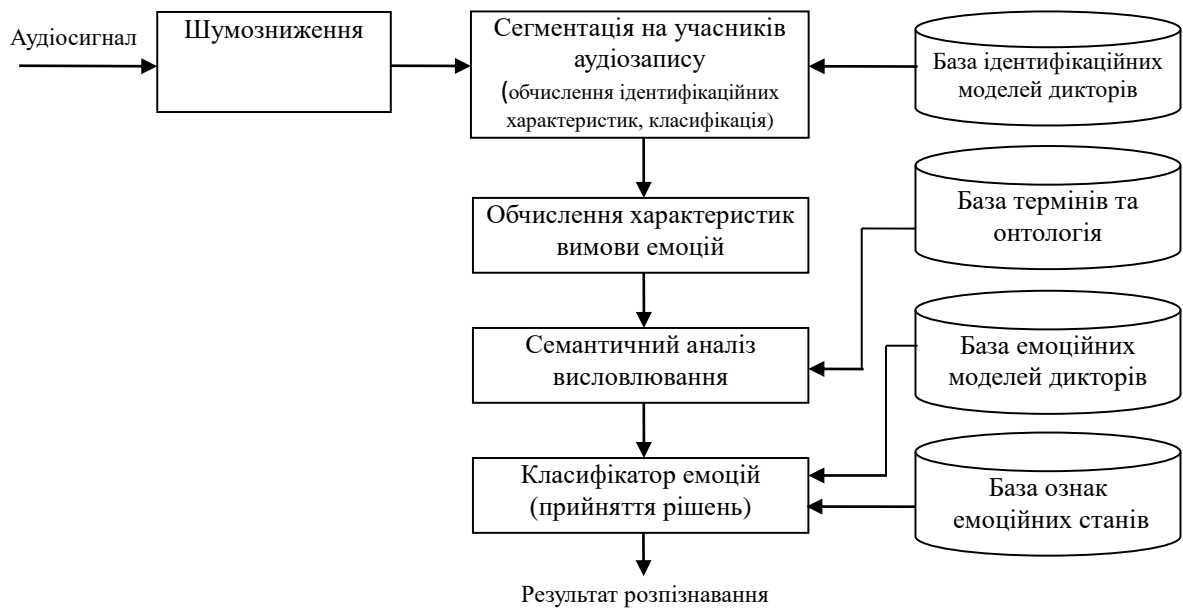 Аудіосигнал
Шумозниження
Сегментація на учасників
аудіозапису
(обчислення ідентифікаційних
характеристик, класифікація)
База ідентифікаційних
моделей дикторів
Обчислення характеристик
вимови емоцій
База термінів та
онтологія
Семантичний аналіз
висловлювання
База емоційних
моделей дикторів
Класифікатор емоцій
(прийняття рішень)
База ознак
емоційних станів
Результат розпізнавання